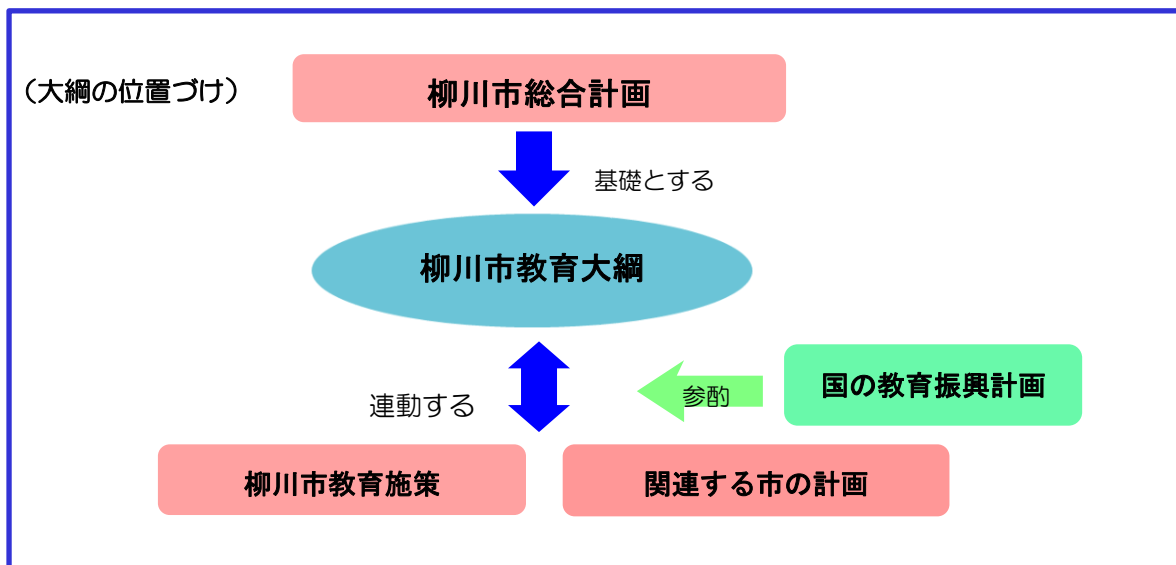 （大綱の位置づけ）
柳川市総合計画
基礎とする
柳川市教育大綱
国の教育振興計画
参酌
連動する
柳川市教育施策
関連する市の計画